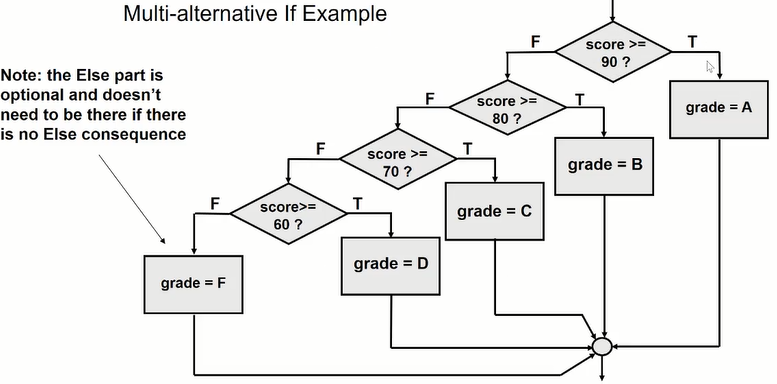 Multi-alternative If Example
F
score >=
90 ?
T
grade = A
Note: the Else part is
optional and doesn't
need to be there if there
is no Else consequence
F
score >=
80 ?
T
grade = B
F
score >=
70 ?
T
grade = C
F
score>=
60 ?
T
grade = D
grade = F